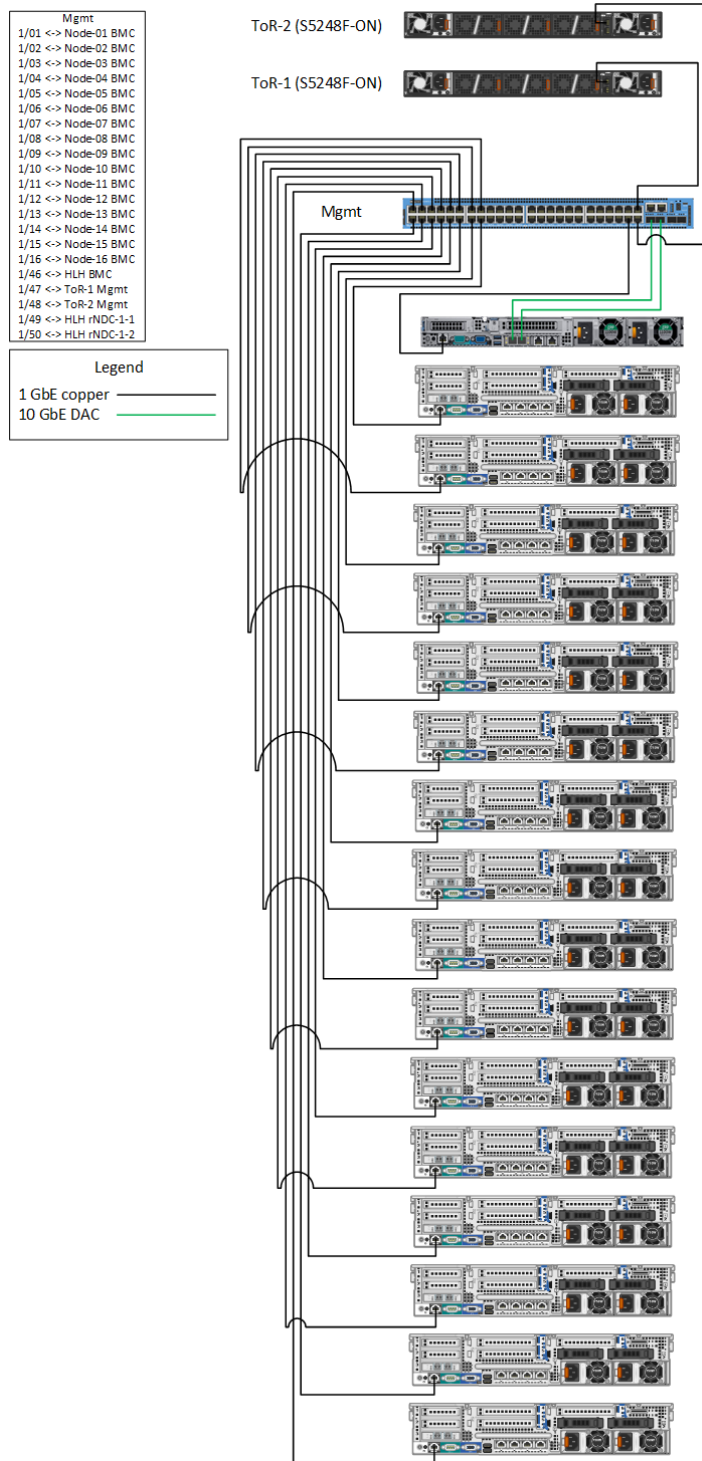 Mgmt
1/01 <-> Node-01 BMC
1/02 <-> Node-02 BMC
1/03 <-> Node-03 BMC
1/04 <-> Node-04 BMC
1/05 <-> Node-05 BMC
1/06 <-> Node-06 BMC
1/07 <-> Node-07 BMC
1/08 <-> Node-08 BMC
1/09 <-> Node-09 BMC
1/10 <-> Node-10 BMC
1/11 <-> Node-11 BMC
1/12 <-> Node-12 BMC
1/13 <-> Node-13 BMC
1/14 <-> Node-14 BMC
1/15 <-> Node-15 BMC
1/16 <-> Node-16 BMC
1/46 <-> HLH BMC
1/47 <-> ToR-1 Mgmt
1/48 <-> ToR-2 Mgmt
1/49 <-> HLH rNDC-1-1
1/50 <-> HLH rNDC-1-2
Legend
1 GbE copper
10 GbE DAC
ToR-2 (S5248F-ON)
ToR-1 (S5248F-ON)
Mgmt